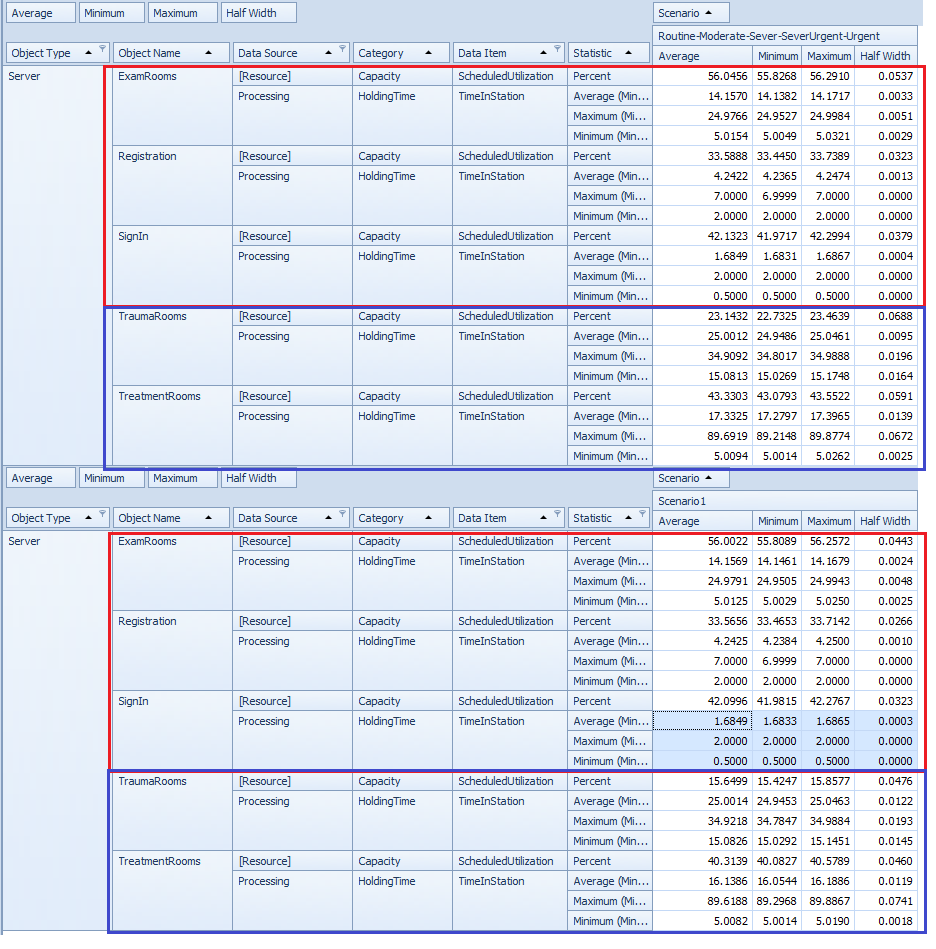 Average Minimum Maximum Half Width Scenario
Routine-Moderate-Sever-SeverUrgent-Urgent
Object Type Object Name Data Source Category Data Item Statistic Average Minimum Maximum Half Width
Server ExamRooms [Resource] Capacity ScheduledUtilization Percent 56.0456 55.8268 56.2910 0.0537
Processing HoldingTime TimeInStation Average (Min... 14.1570 14.1382 14.1717 0.0033
Maximum (Mi... 24.9766 24.9527 24.9984 0.0051
Minimum (Min... 5.0154 5.0049 5.0321 0.0029
Registration [Resource] Capacity ScheduledUtilization Percent 33.5888 33.4450 33.7389 0.0323
Processing HoldingTime TimeInStation Average (Min... 4.2422 4.2365 4.2474 0.0013
Maximum (Mi... 7.0000 6.9999 7.0000 0.0000
Minimum (Min... 2.0000 2.0000 2.0000 0.0000
SignIn [Resource] Capacity ScheduledUtilization Percent 42.1323 41.9717 42.2994 0.0379
Processing HoldingTime TimeInStation Average (Min... 1.6849 1.6831 1.6867 0.0004
Maximum (Mi... 2.0000 2.0000 2.0000 0.0000
Minimum (Min... 0.5000 0.5000 0.5000 0.0000
TraumaRooms [Resource] Capacity ScheduledUtilization Percent 23.1432 22.7325 23.4639 0.0688
Processing HoldingTime TimeInStation Average (Min... 25.0012 24.9486 25.0461 0.0095
Maximum (Mi... 34.9092 34.8017 34.9888 0.0196
Minimum (Min... 15.0813 15.0269 15.1748 0.0164
TreatmentRooms [Resource] Capacity ScheduledUtilization Percent 43.3303 43.0793 43.5522 0.0591
Processing HoldingTime TimeInStation Average (Min... 17.3325 17.2797 17.3965 0.0139
Maximum (Mi... 89.6919 89.2148 89.8774 0.0672
Minimum (Min... 5.0094 5.0014 5.0262 0.0025
Average Minimum Maximum Half Width Scenario
Scenario1
Object Type Object Name Data Source Category Data Item Statistic Average Minimum Maximum Half Width
Server ExamRooms [Resource] Capacity ScheduledUtilization Percent 56.0022 55.8089 56.2572 0.0443
Processing HoldingTime TimeInStation Average (Min... 14.1569 14.1461 14.1679 0.0024
Maximum (Mi... 24.9791 24.9505 24.9943 0.0048
Minimum (Min... 5.0125 5.0029 5.0250 0.0025
Registration [Resource] Capacity ScheduledUtilization Percent 33.5656 33.4653 33.7142 0.0266
Processing HoldingTime TimeInStation Average (Min... 4.2425 4.2384 4.2500 0.0010
Maximum (Mi... 7.0000 6.9999 7.0000 0.0000
Minimum (Min... 2.0000 2.0000 2.0000 0.0000
SignIn [Resource] Capacity ScheduledUtilization Percent 42.0996 41.9815 42.2767 0.0323
Processing HoldingTime TimeInStation Average (Min... 1.6849 1.6833 1.6865 0.0003
Maximum (Mi... 2.0000 2.0000 2.0000 0.0000
Minimum (Min... 0.5000 0.5000 0.5000 0.0000
TraumaRooms [Resource] Capacity ScheduledUtilization Percent 15.6499 15.4247 15.8577 0.0476
Processing HoldingTime TimeInStation Average (Min... 25.0014 24.9453 25.0463 0.0122
Maximum (Mi... 34.9218 34.7847 34.9884 0.0193
Minimum (Min... 15.0826 15.0292 15.1451 0.0145
TreatmentRooms [Resource] Capacity ScheduledUtilization Percent 40.3139 40.0827 40.5789 0.0460
Processing HoldingTime TimeInStation Average (Min... 16.1386 16.0544 16.1886 0.0119
Maximum (Mi... 89.6188 89.2968 89.8867 0.0741
Minimum (Min... 5.0082 5.0014 5.0190 0.0018